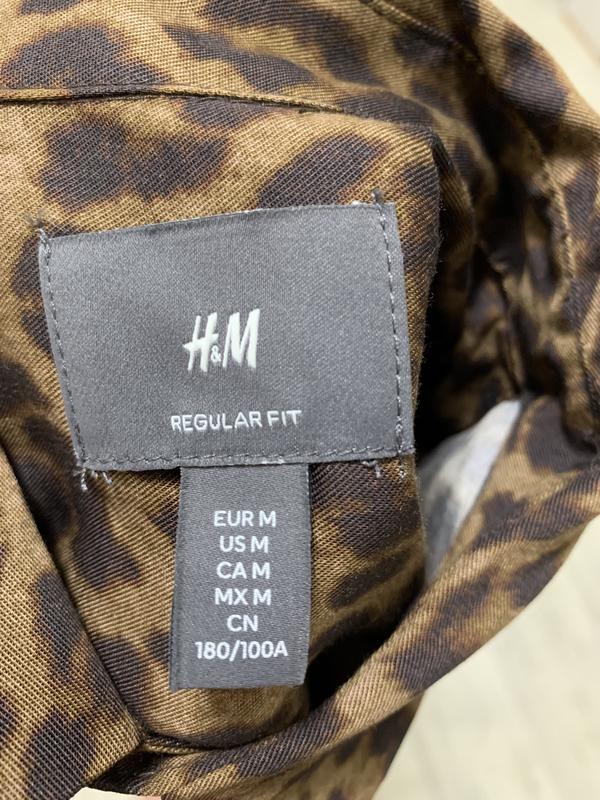 H&M
REGULAR FIT
EUR M
US M
CA M
MX M
CN
180/100A